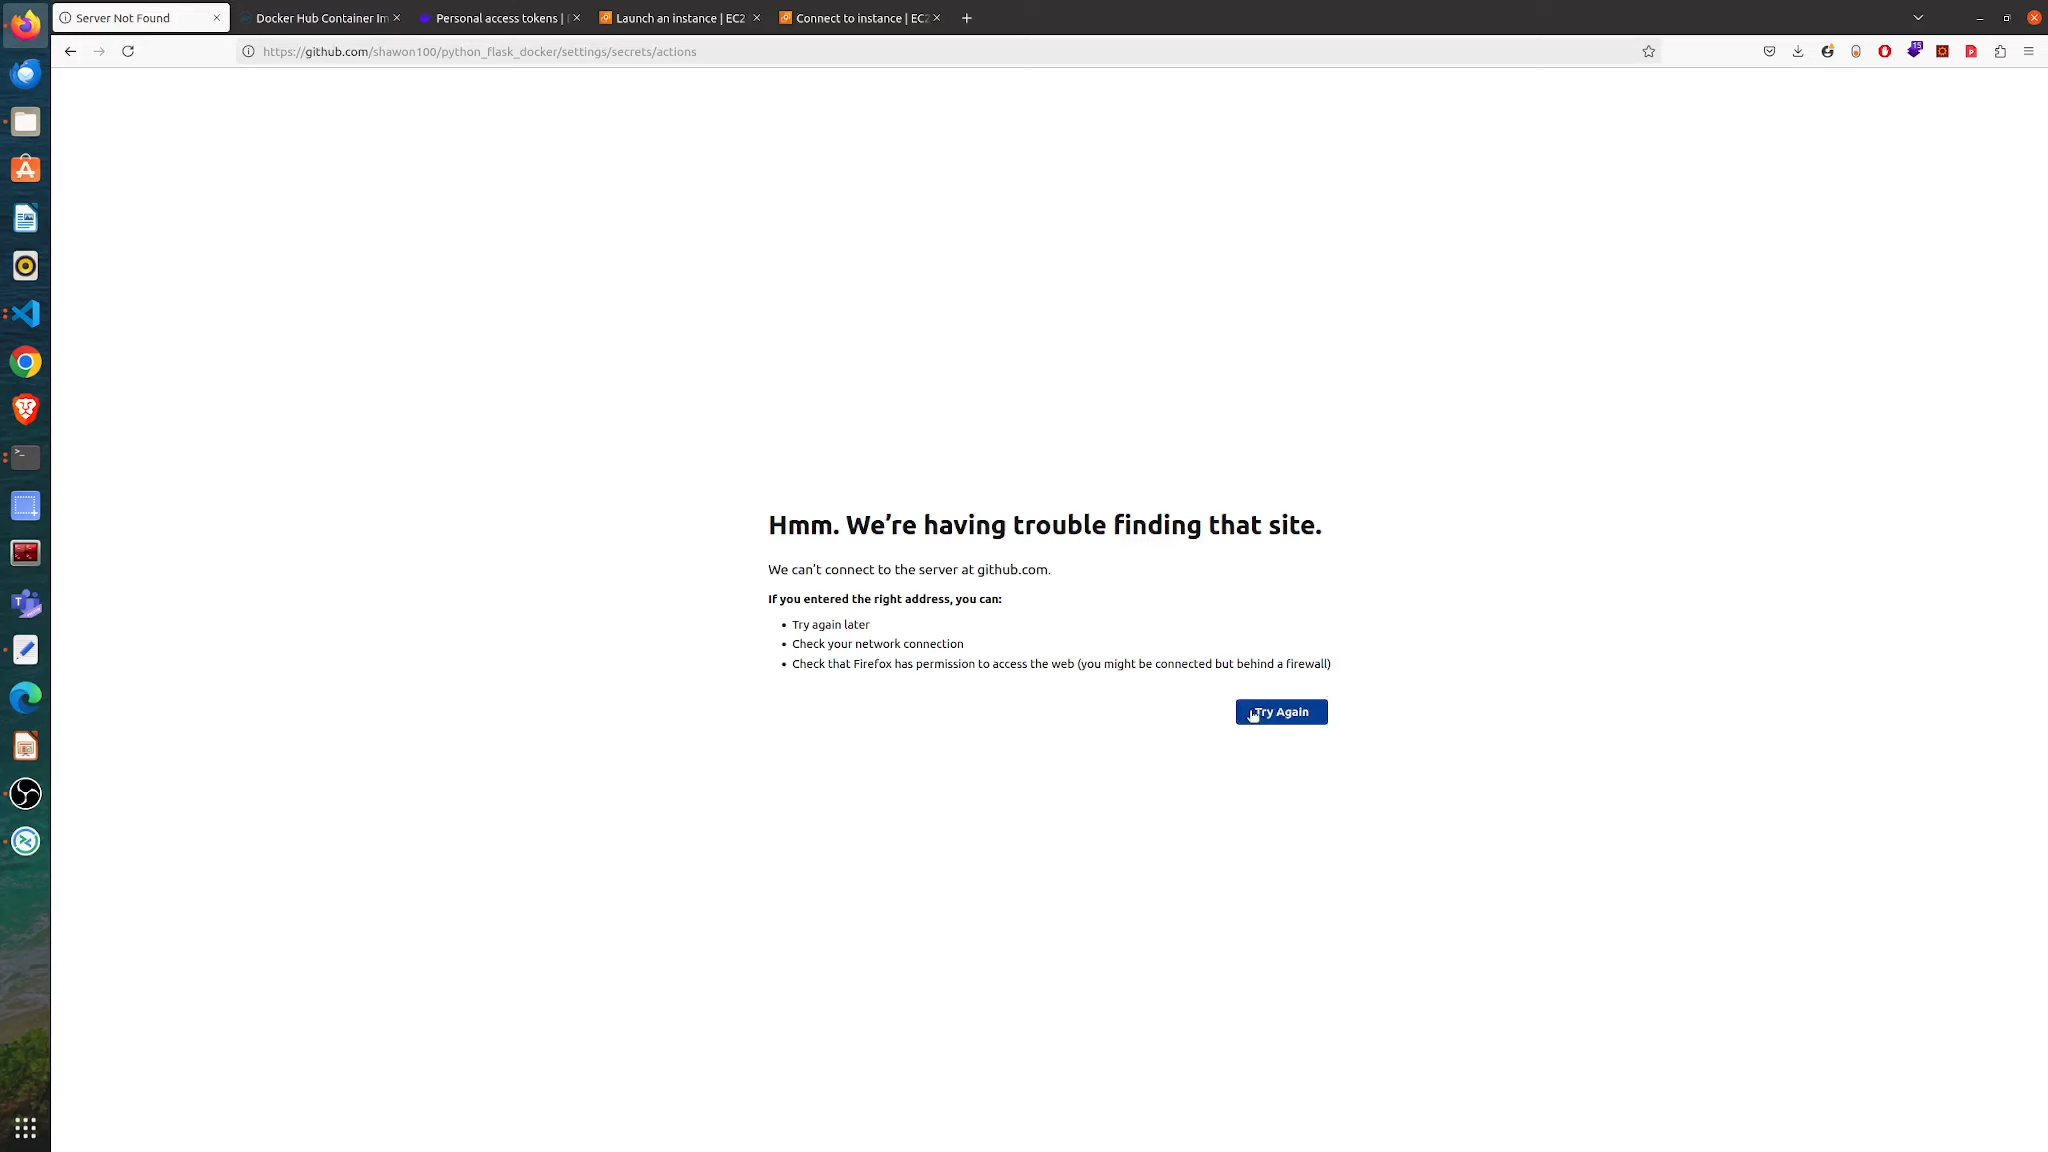 Server Not Found
Docker Hub Container Im
Personal access tokens | D
Launch an instance | EC2
Connect to instance | EC2
https://github.com/shawon100/python_flask_docker/settings/secrets/actions
15
Hmm. We’re having trouble finding that site.
We can’t connect to the server at github.com.
If you entered the right address, you can:
• Try again later
• Check your network connection
• Check that Firefox has permission to access the web (you might be connected but behind a firewall)
Try Again